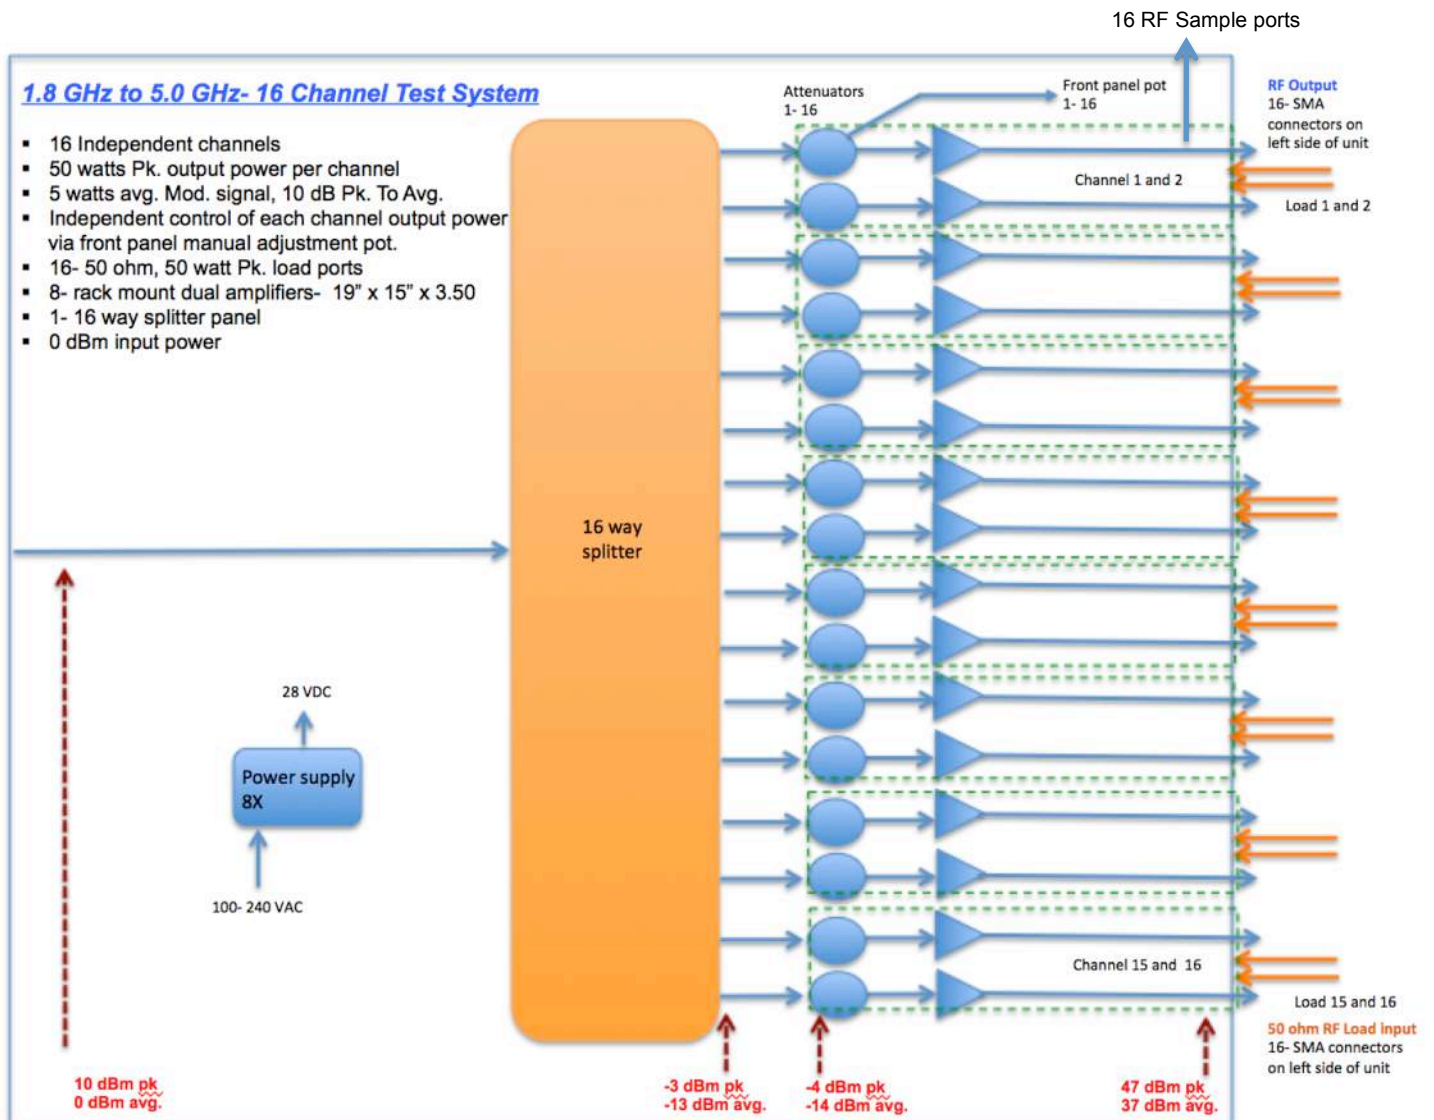 16 RF Sample ports
1.8 GHz to 5.0 GHz- 16 Channel Test System
▪ 16 Independent channels
▪ 50 watts Pk. output power per channel
▪ 5 watts avg. Mod. signal, 10 dB Pk. To Avg.
▪ Independent control of each channel output power
via front panel manual adjustment pot.
▪ 16- 50 ohm, 50 watt Pk. load ports
▪ 8- rack mount dual amplifiers- 19” x 15” x 3.50
▪ 1- 16 way splitter panel
▪ 0 dBm input power
Attenuators
1- 16
Front panel pot
1- 16
RF Output
16- SMA
connectors on
left side of unit
Channel 1 and 2
Load 1 and 2
16 way
splitter
28 VDC
Power supply
8X
100- 240 VAC
Channel 15 and 16
Load 15 and 16
50 ohm RF Load input
16- SMA connectors
on left side of unit
10 dBm pk
0 dBm avg.
-3 dBm pk
-13 dBm avg.
-4 dBm pk
-14 dBm avg.
47 dBm pk
37 dBm avg.